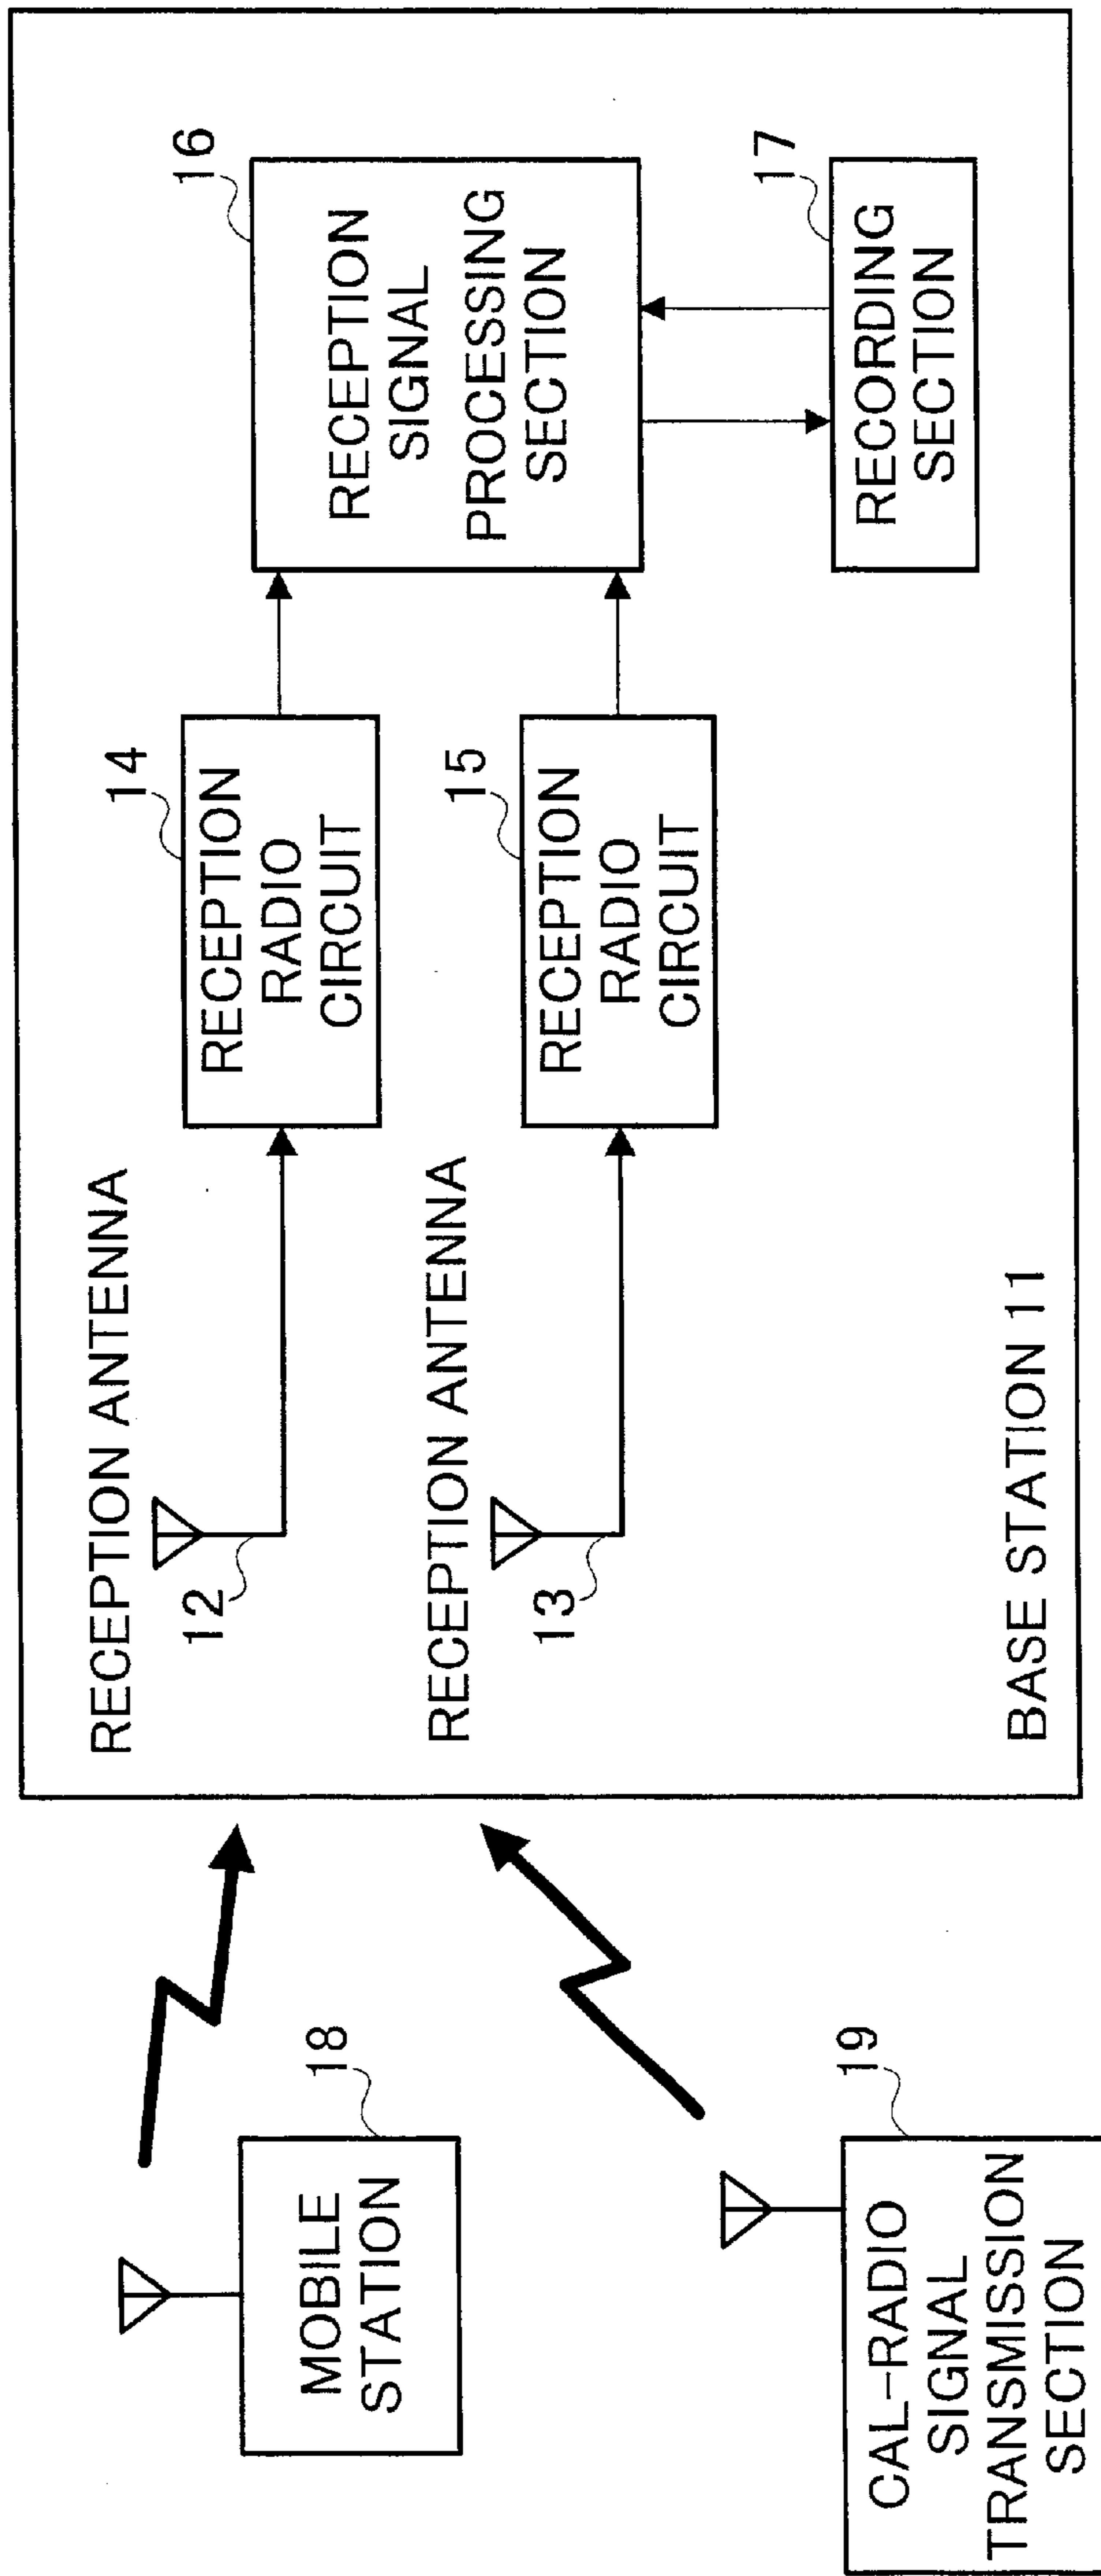 RECEPTION ANTENNA
12
14
RECEPTION
RADIO
CIRCUIT
16
RECEPTION
SIGNAL
PROCESSING
SECTION
RECEPTION ANTENNA
13
15
RECEPTION
RADIO
CIRCUIT
17
RECORDING
SECTION
BASE STATION 11
18
MOBILE
STATION
19
CAL-RADIO
SIGNAL
TRANSMISSION
SECTION